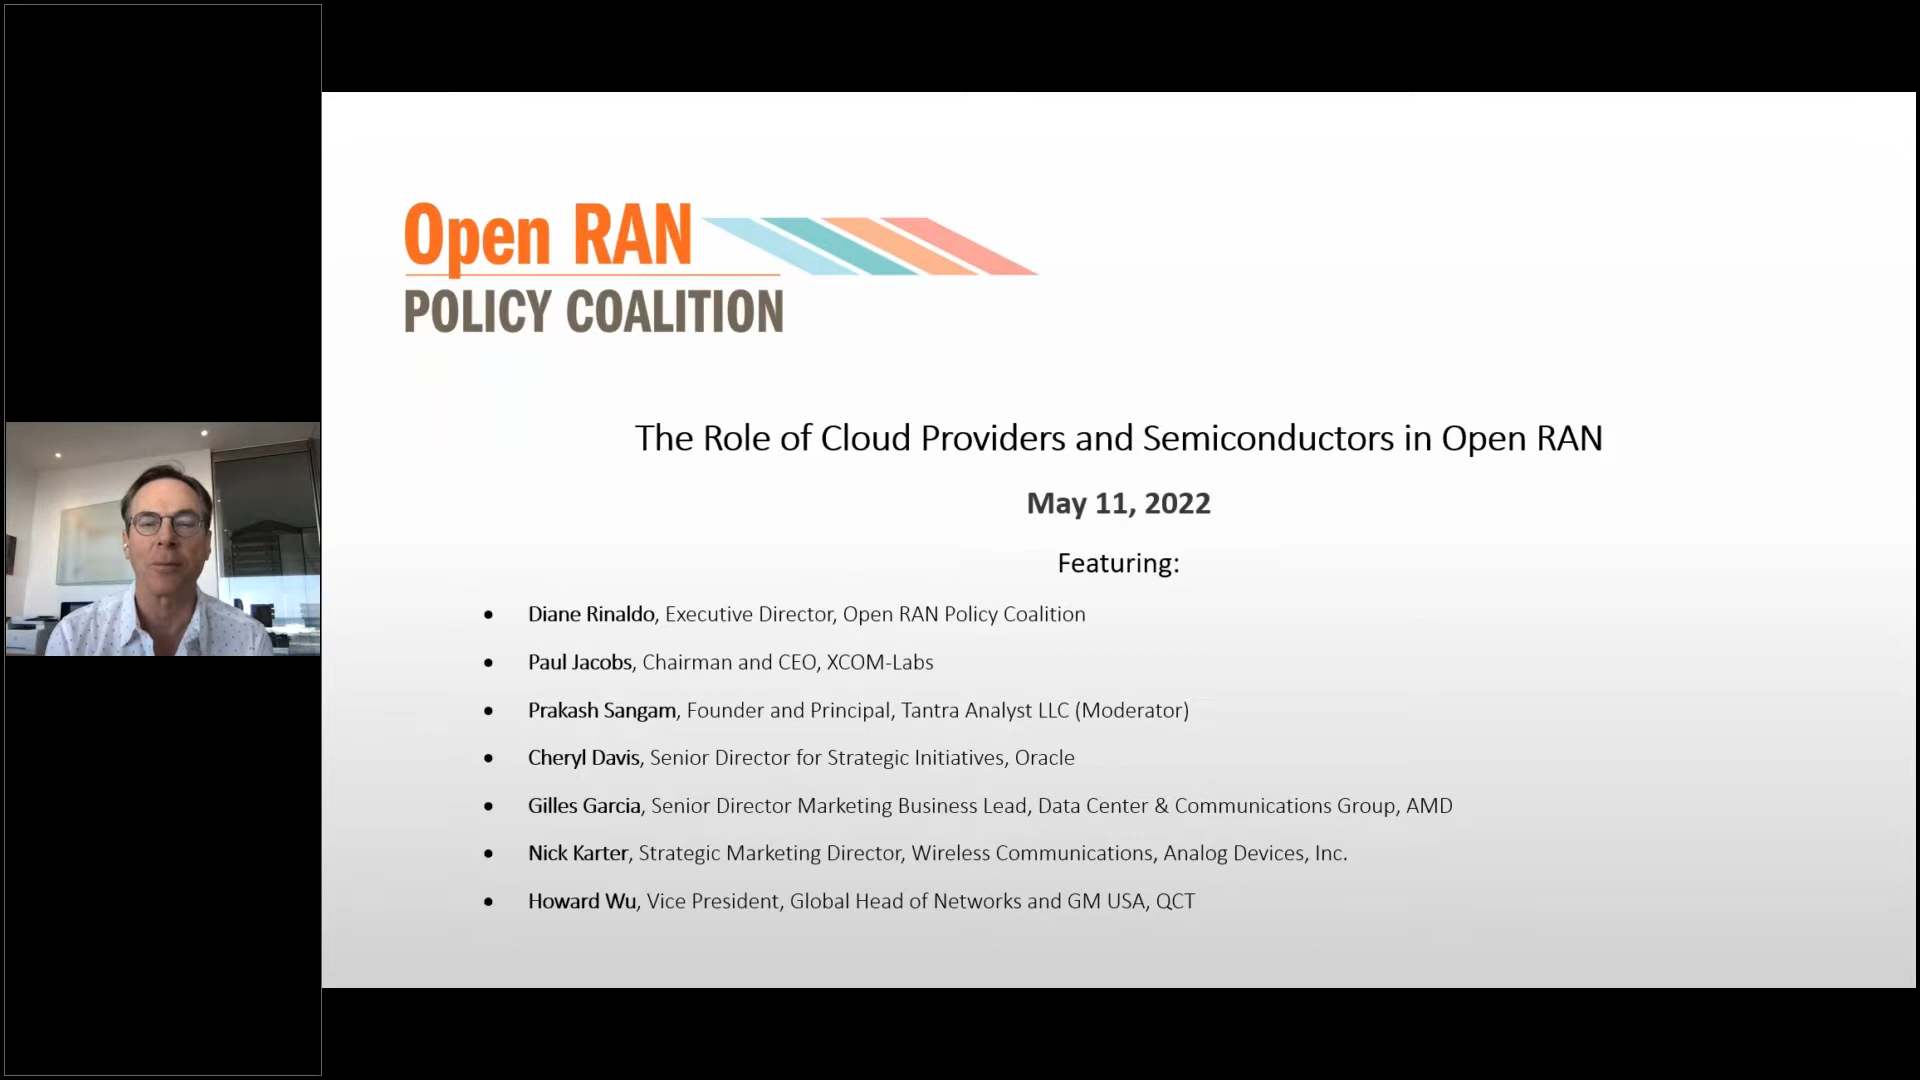 Open RAN
POLICY COALITION
The Role of Cloud Providers and Semiconductors in Open RAN
May 11, 2022
Featuring:
• Diane Rinaldo, Executive Director, Open RAN Policy Coalition
• Paul Jacobs, Chairman and CEO, XCOM-Labs
• Prakash Sangam, Founder and Principal, Tantra Analyst LLC (Moderator)
• Cheryl Davis, Senior Director for Strategic Initiatives, Oracle
• Gilles Garcia, Senior Director Marketing Business Lead, Data Center & Communications Group, AMD
• Nick Karter, Strategic Marketing Director, Wireless Communications, Analog Devices, Inc.
• Howard Wu, Vice President, Global Head of Networks and GM USA, QCT